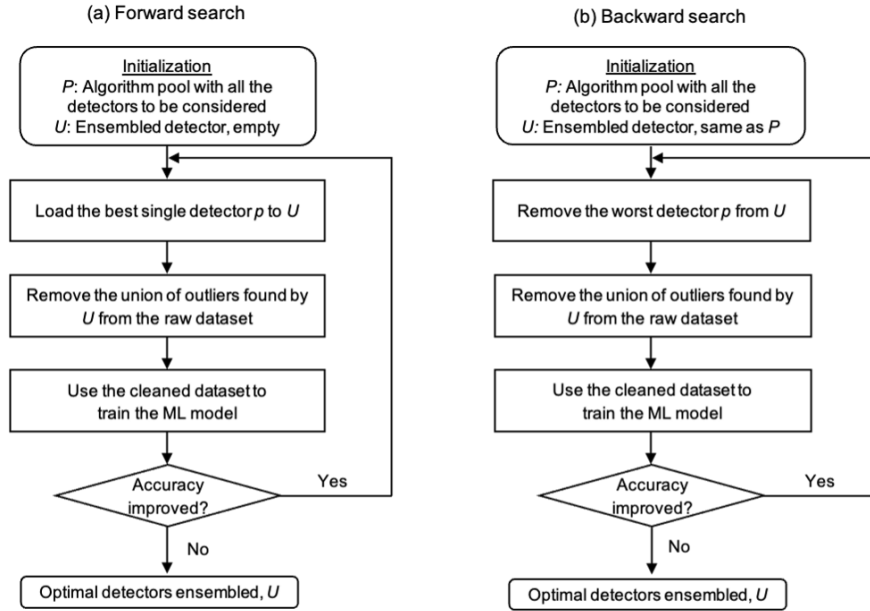 (a) Forward search
Initialization
P: Algorithm pool with all the
detectors to be considered
U: Ensembled detector, empty
Load the best single detector p to U
Remove the union of outliers found by
U from the raw dataset
Use the cleaned dataset to
train the ML model
Accuracy
improved?
Yes
No
Optimal detectors ensembled, U
(b) Backward search
Initialization
P: Algorithm pool with all the
detectors to be considered
U: Ensembled detector, same as P
Remove the worst detector p from U
Remove the union of outliers found by
U from the raw dataset
Use the cleaned dataset to
train the ML model
Accuracy
improved?
Yes
No
Optimal detectors ensembled, U